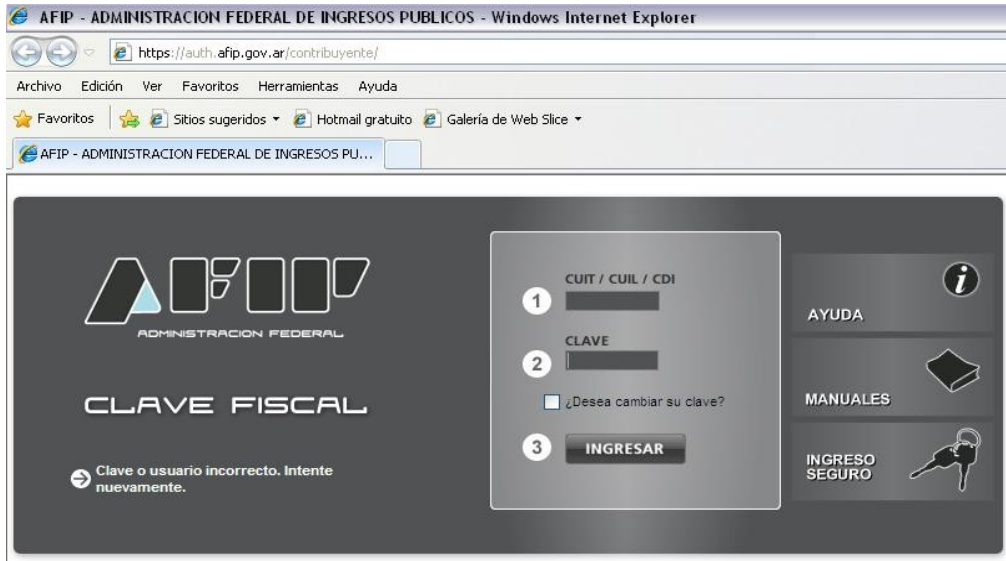 AFIP - ADMINISTRACION FEDERAL DE INGRESOS PUBLICOS - Windows Internet Explorer
https://auth.afip.gov.ar/contribuyente/
Archivo Edición Ver Favoritos Herramientas Ayuda
Favoritos Sitios sugeridos Hotmail gratuito Galería de Web Slice
AFIP - ADMINISTRACION FEDERAL DE INGRESOS PU...
AFIP
ADMINISTRACION FEDERAL
CLAVE FISCAL
Clave o usuario incorrecto. Intente
nuevamente.
CUIT / CUIL / CDI
1
CLAVE
2
¿Desea cambiar su clave?
3 INGRESAR
i
AYUDA
MANUALES
INGRESO
SEGURO